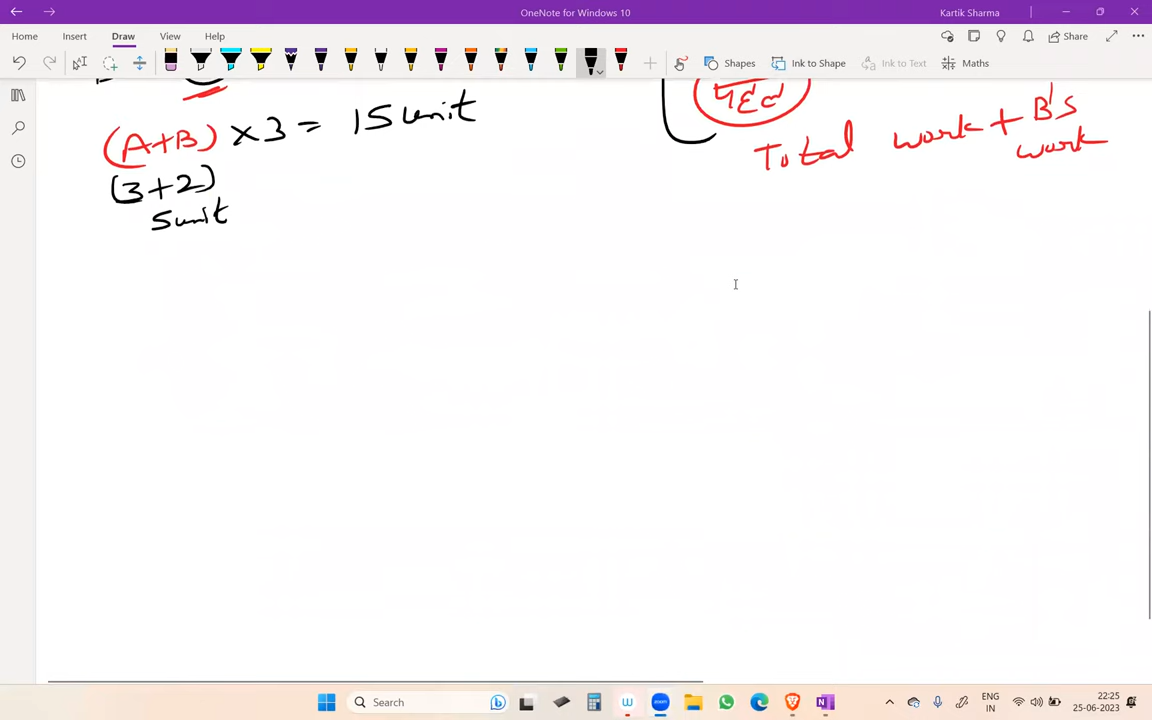 OneNote for Windows 10
Kartik Sharma
Home Insert Draw View Help
Share
Shapes
Ink to Shape
Ink to Text
Maths
(A+B) × 3 = 15 unit
(3+2)
5 unit
पहले
Total work + B's
work
Search
ENG
IN
22:25
25-06-2023